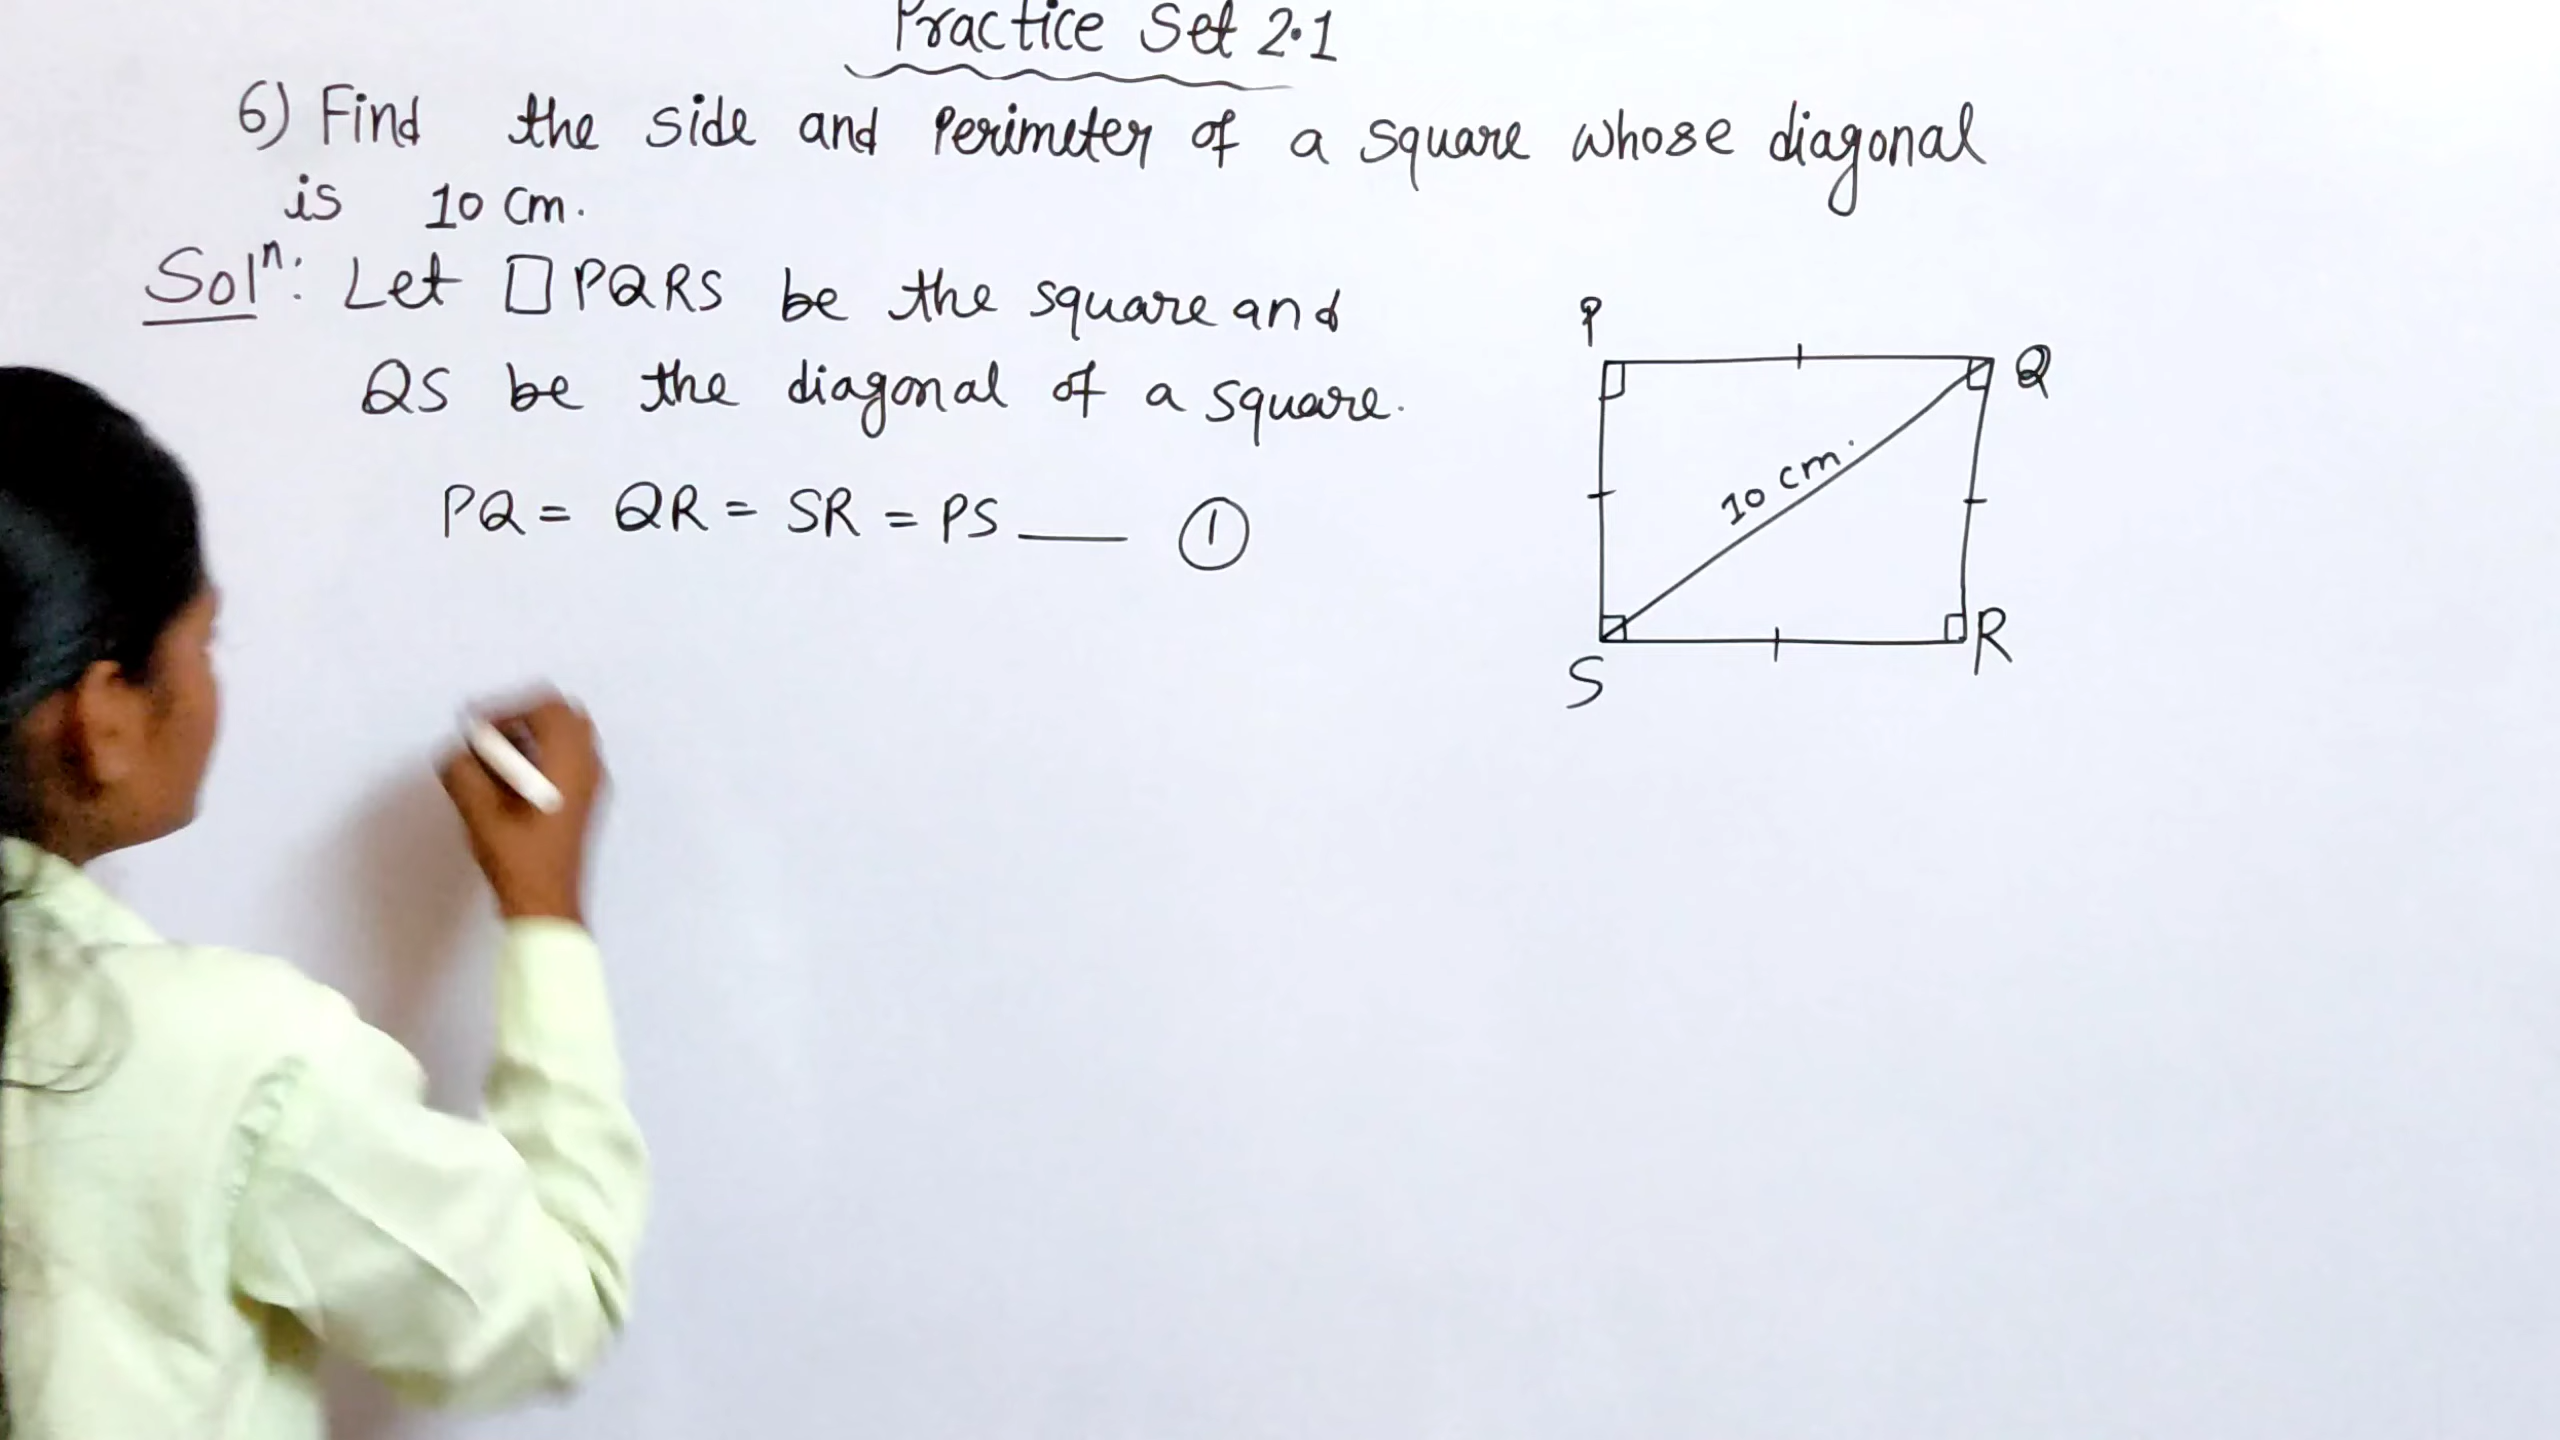 Practice Set 2.1
6) Find the side and Perimeter of a square whose diagonal
is 10 cm.
Solⁿ: Let □PQRS be the square and
QS be the diagonal of a square.
PQ = QR = SR = PS ___ ①
P
Q
10 cm.
R
S